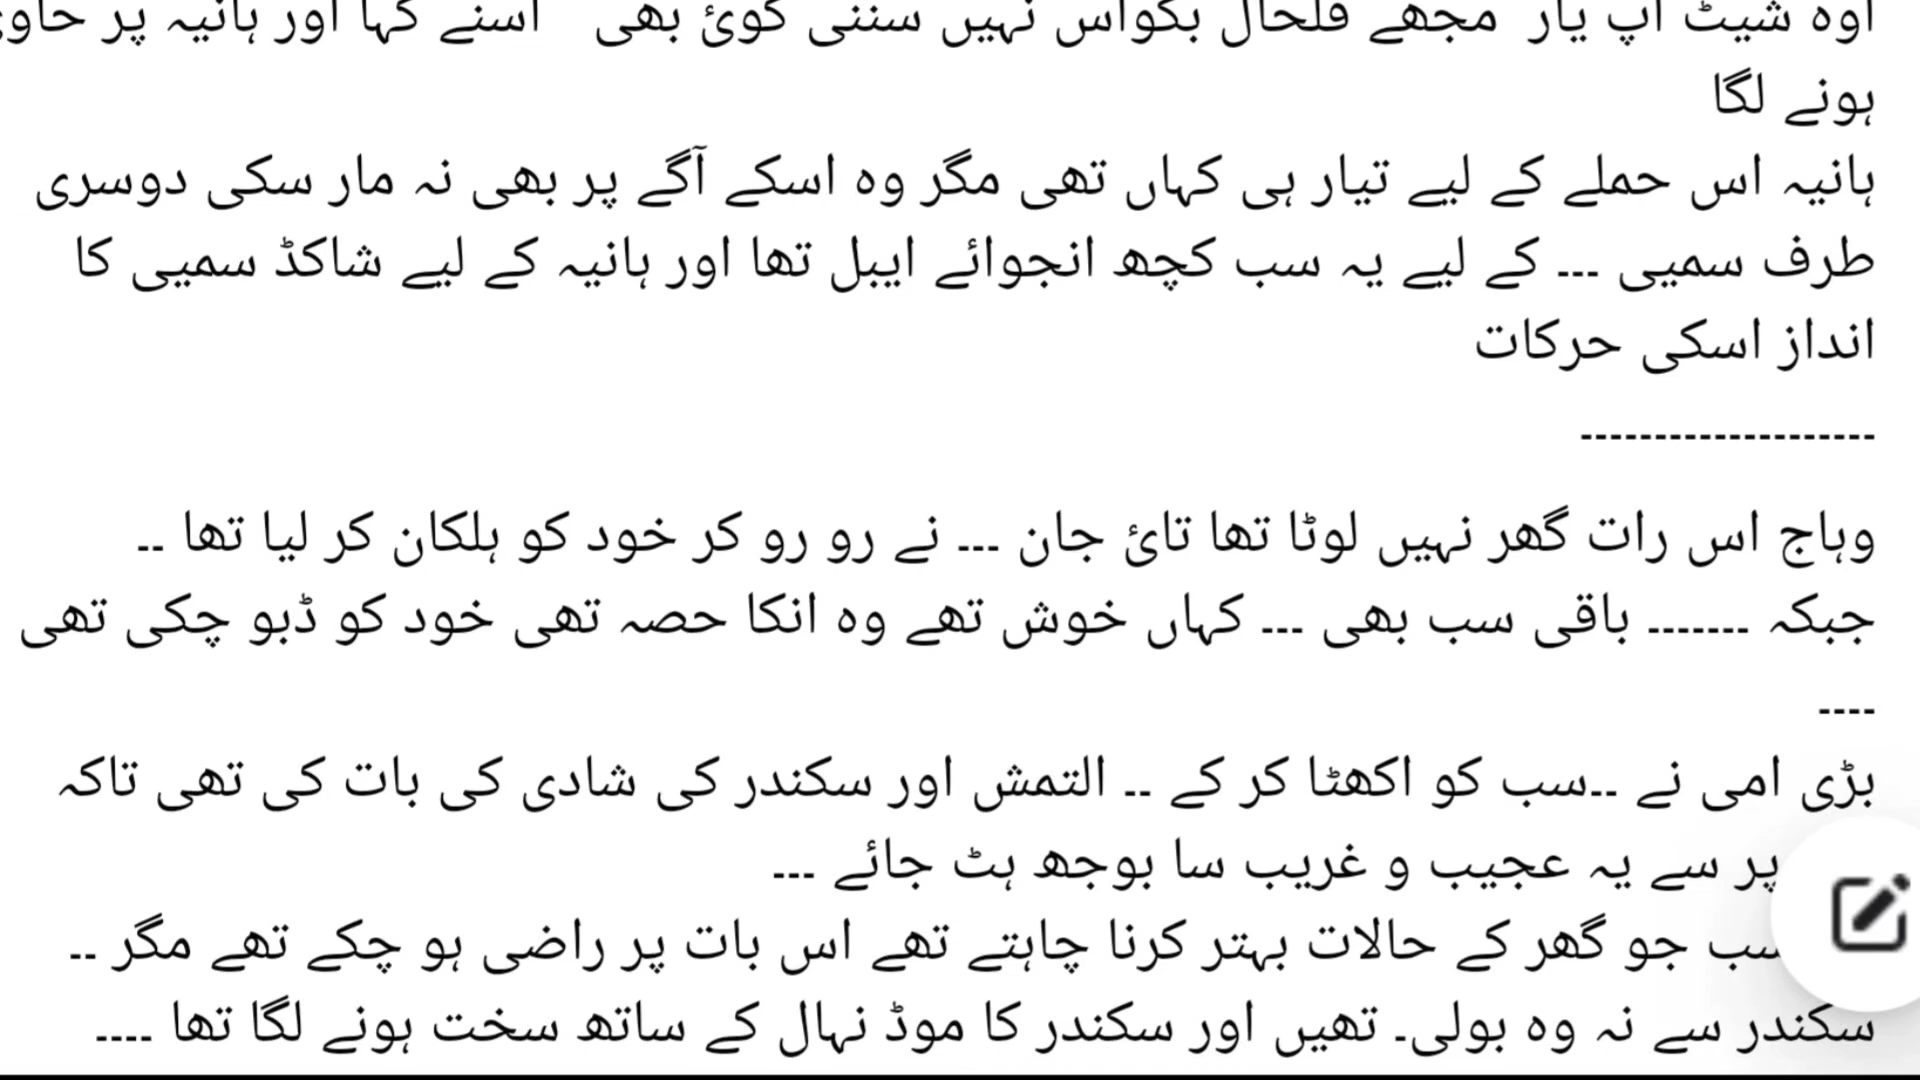 اوہ شیٹ اپ یار مجھے فلحال بکواس نہیں سننی کوئ بھی اسنے کہا اور ہانیہ پر حاوی
ہونے لگا
ہانیہ اس حملے کے لیے تیار ہی کہاں تھی مگر وہ اسکے آگے پر بھی نہ مار سکی دوسری
طرف سمیی --- کے لیے یہ سب کچھ انجوائے ایبل تھا اور ہانیہ کے لیے شاکڈ سمیی کا
انداز اسکی حرکات
--------------------
وہاج اس رات گھر نہیں لوٹا تھا تائ جان --- نے رو رو کر خود کو ہلکان کر لیا تھا --
جبکہ ------- باقی سب بھی --- کہاں خوش تھے وہ انکا حصہ تھی خود کو ڈبو چکی تھی
----
بڑی امی نے --سب کو اکھٹا کر کے -- التمش اور سکندر کی شادی کی بات کی تھی تاکہ
پر سے یہ عجیب و غریب سا بوجھ ہٹ جائے ---
سب جو گھر کے حالات بہتر کرنا چاہتے تھے اس بات پر راضی ہو چکے تھے مگر --
سکندر سے نہ وہ بولی۔ تھیں اور سکندر کا موڈ نہال کے ساتھ سخت ہونے لگا تھا ----